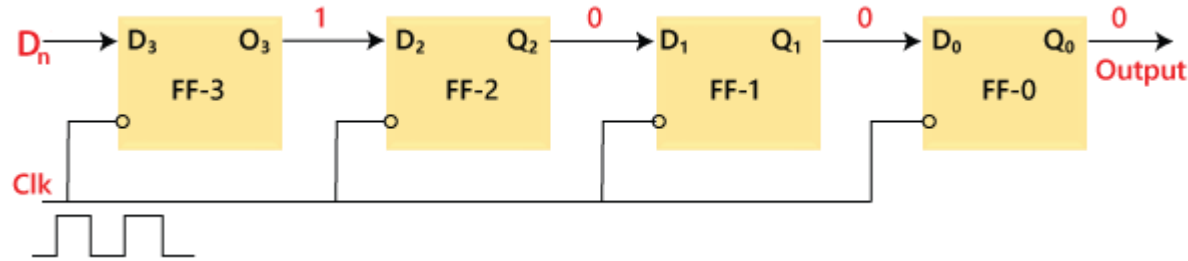 1 0 0 0
Dn D3 O3 D2 Q2 D1 Q1 D0 Q0
Output
FF-3 FF-2 FF-1 FF-0
Clk